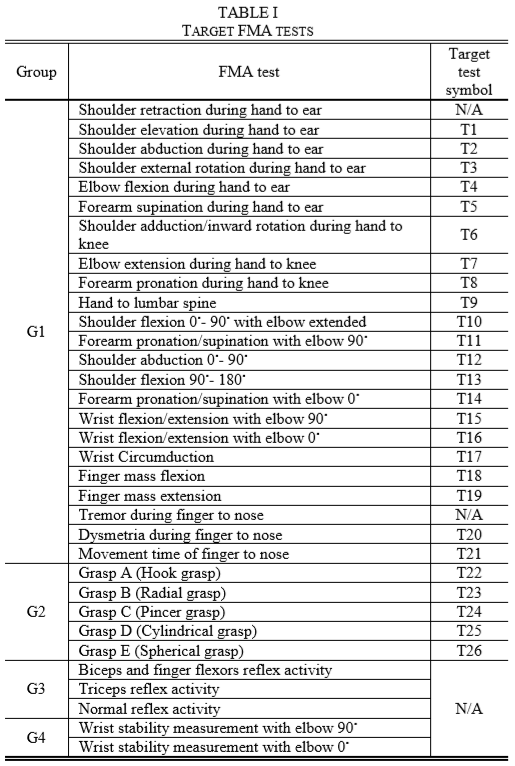 TABLE I
TARGET FMA TESTS
Group FMA test Target test symbol
G1
Shoulder retraction during hand to ear N/A
Shoulder elevation during hand to ear T1
Shoulder abduction during hand to ear T2
Shoulder external rotation during hand to ear T3
Elbow flexion during hand to ear T4
Forearm supination during hand to ear T5
Shoulder adduction/inward rotation during hand to
knee T6
Elbow extension during hand to knee T7
Forearm pronation during hand to knee T8
Hand to lumbar spine T9
Shoulder flexion 0˚- 90˚ with elbow extended T10
Forearm pronation/supination with elbow 90˚ T11
Shoulder abduction 0˚- 90˚ T12
Shoulder flexion 90˚- 180˚ T13
Forearm pronation/supination with elbow 0˚ T14
Wrist flexion/extension with elbow 90˚ T15
Wrist flexion/extension with elbow 0˚ T16
Wrist Circumduction T17
Finger mass flexion T18
Finger mass extension T19
Tremor during finger to nose N/A
Dysmetria during finger to nose T20
Movement time of finger to nose T21
G2
Grasp A (Hook grasp) T22
Grasp B (Radial grasp) T23
Grasp C (Pincer grasp) T24
Grasp D (Cylindrical grasp) T25
Grasp E (Spherical grasp) T26
G3
Biceps and finger flexors reflex activity
Triceps reflex activity
Normal reflex activity
N/A
G4
Wrist stability measurement with elbow 90˚
Wrist stability measurement with elbow 0˚